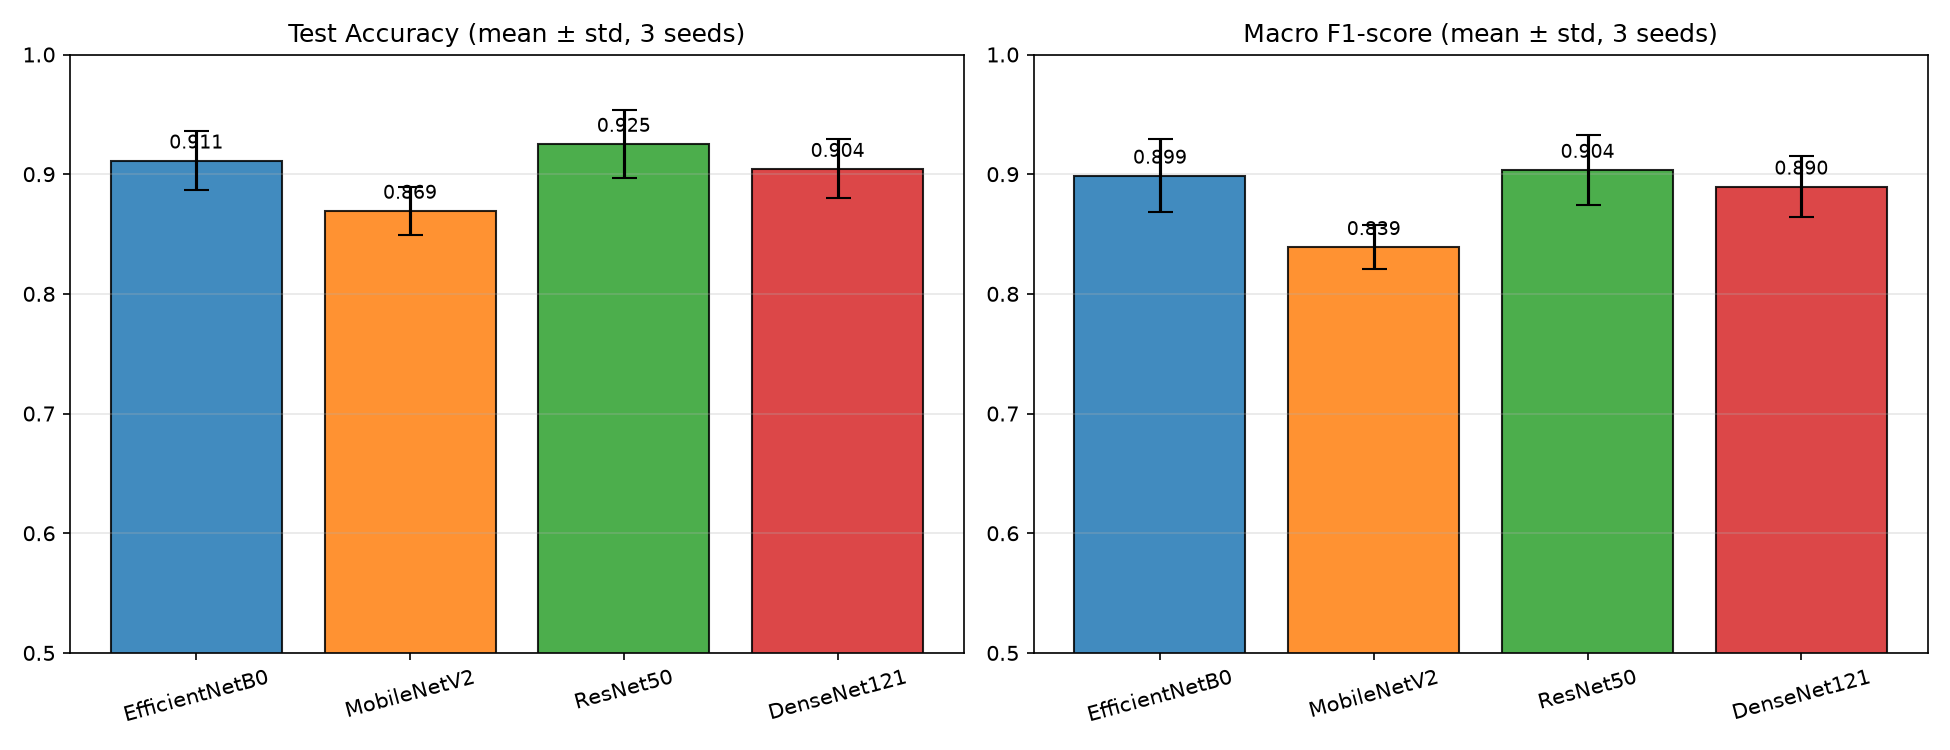 Test Accuracy (mean ± std, 3 seeds)
1.0
0.9
0.8
0.7
0.6
0.5
0.911
0.869
0.925
0.904
EfficientNetB0
MobileNetV2
ResNet50
DenseNet121
Macro F1-score (mean ± std, 3 seeds)
1.0
0.9
0.8
0.7
0.6
0.5
0.899
0.839
0.904
0.890
EfficientNetB0
MobileNetV2
ResNet50
DenseNet121